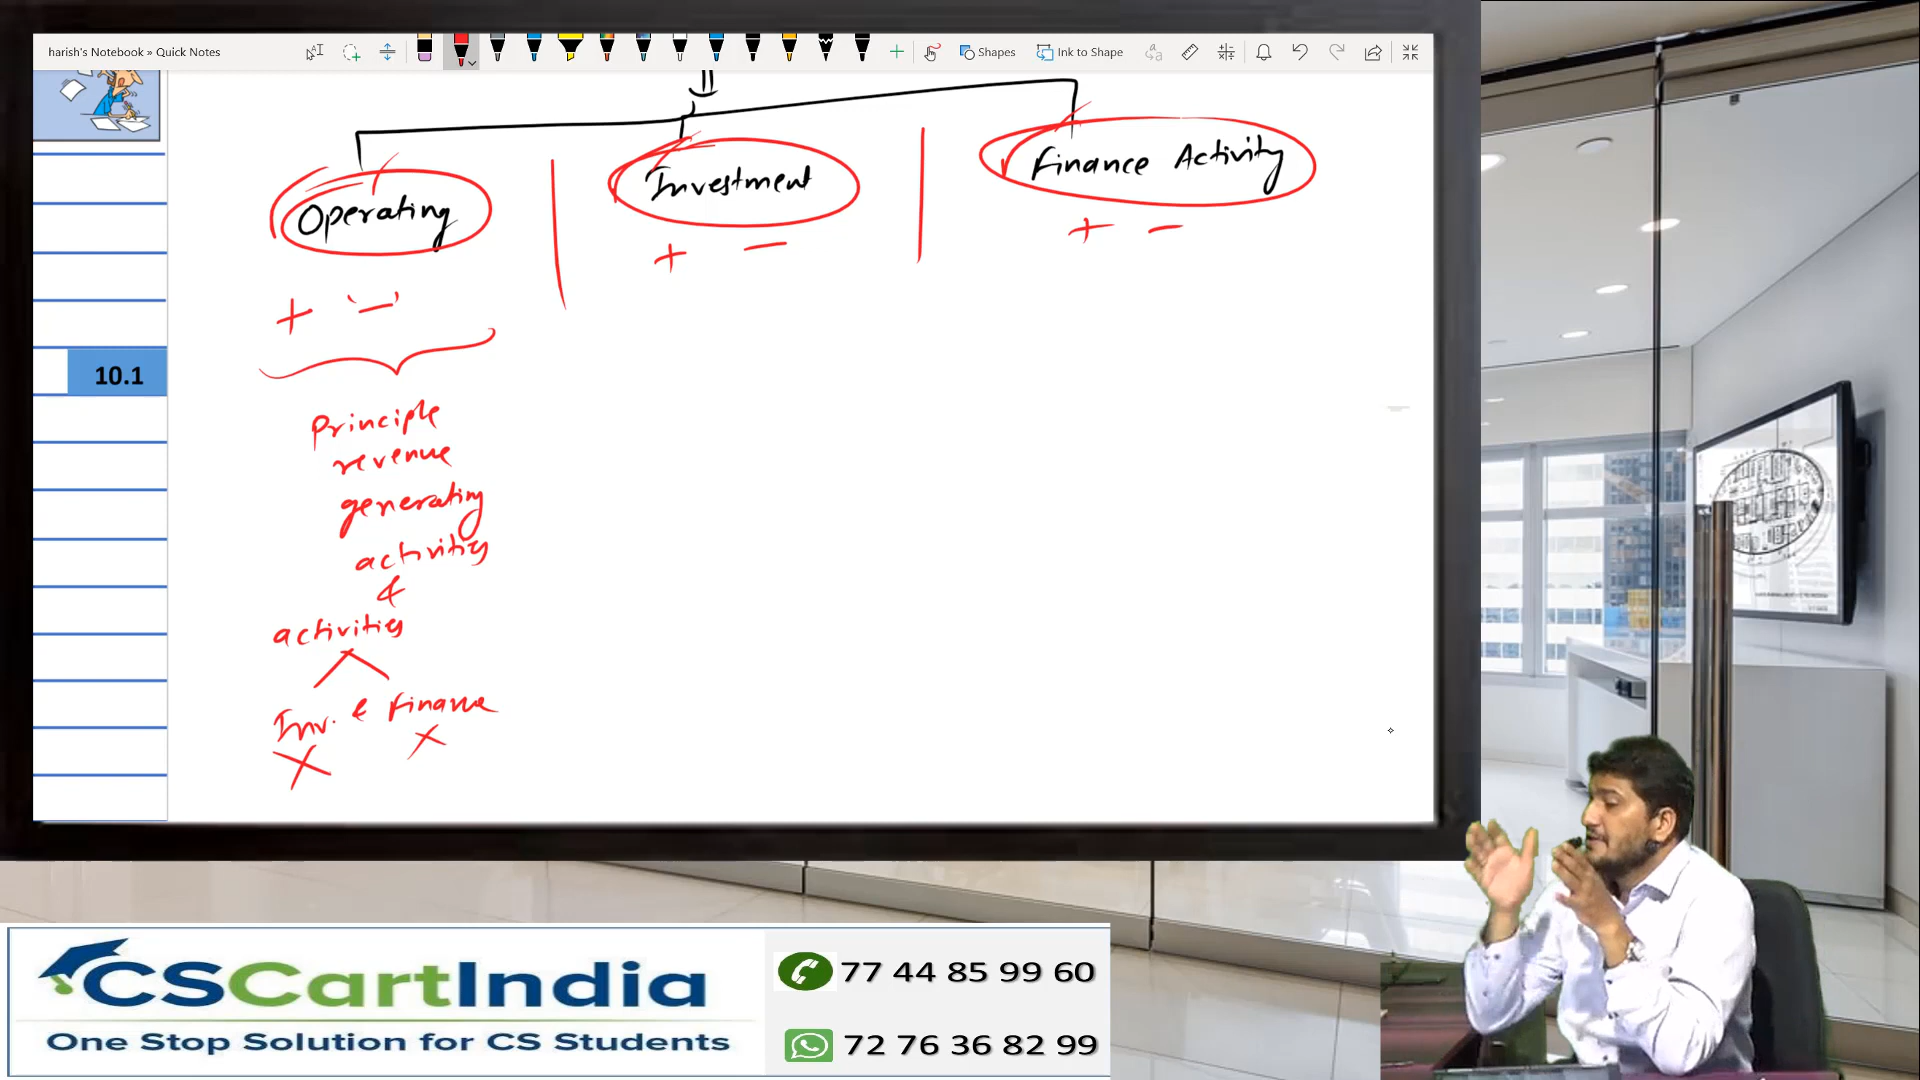 harish's Notebook » Quick Notes
Shapes
Ink to Shape
Operating
Investment
Finance Activity
+ -
+ -
+ -
10.1
Principle
revenue
generating
activities
&
activities
Inv. & Finance
CSCartIndia
One Stop Solution for CS Students
77 44 85 99 60
72 76 36 82 99